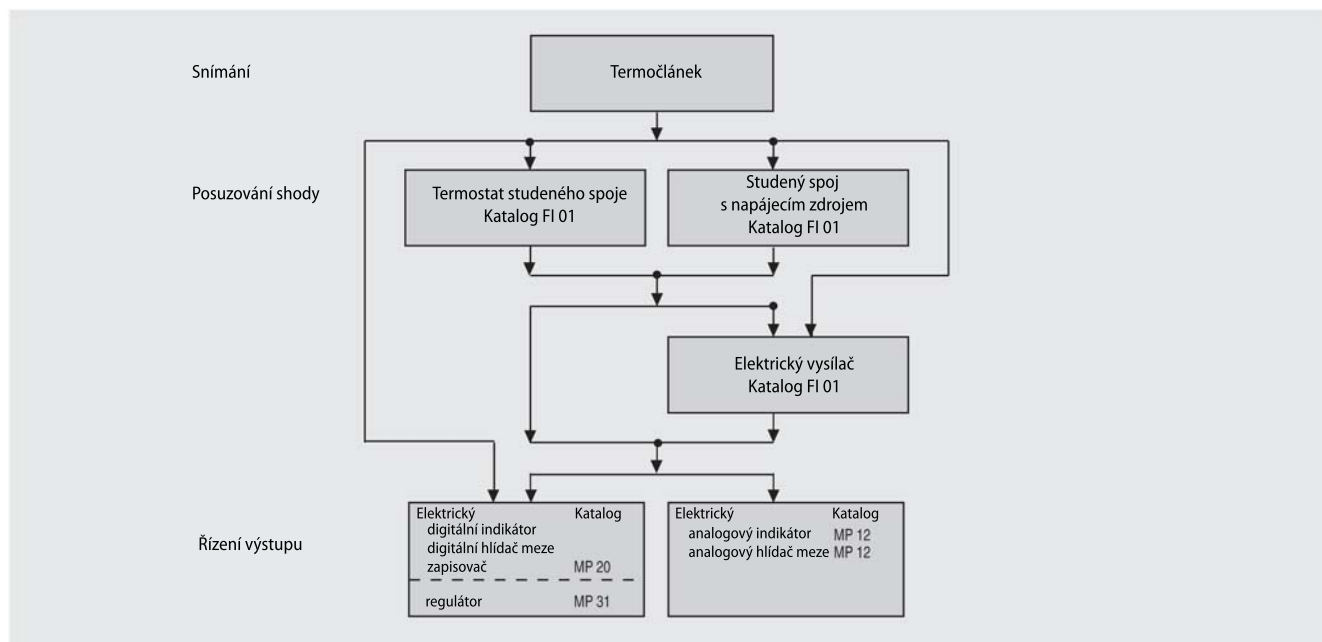 Snímání
Termočlánek
Posuzování shody
Termostat studeného spoje
Katalog FI 01
Studený spoj
s napájecím zdrojem
Katalog FI 01
Elektrický vysílač
Katalog FI 01
Řízení výstupu
Elektrický Katalog
digitální indikátor
digitální hlídač meze
zapisovač MP 20
regulátor MP 31
Elektrický Katalog
analogový indikátor MP 12
analogový hlídač meze MP 12